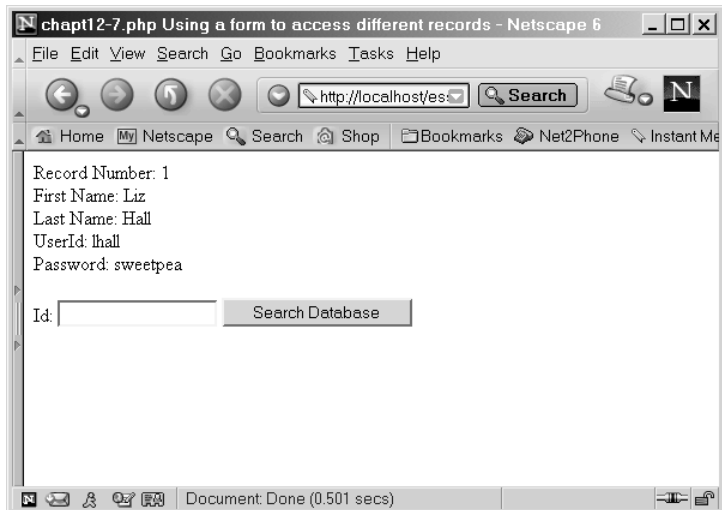 N chapt12-7.php Using a form to access different records - Netscape 6
File Edit View Search Go Bookmarks Tasks Help
http://localhost/es Search N
Home My Netscape Search Shop Bookmarks Net2Phone Instant Me
Record Number: 1
First Name: Liz
Last Name: Hall
UserId: lhall
Password: sweetpea
Id: Search Database
N Document: Done (0.501 secs)